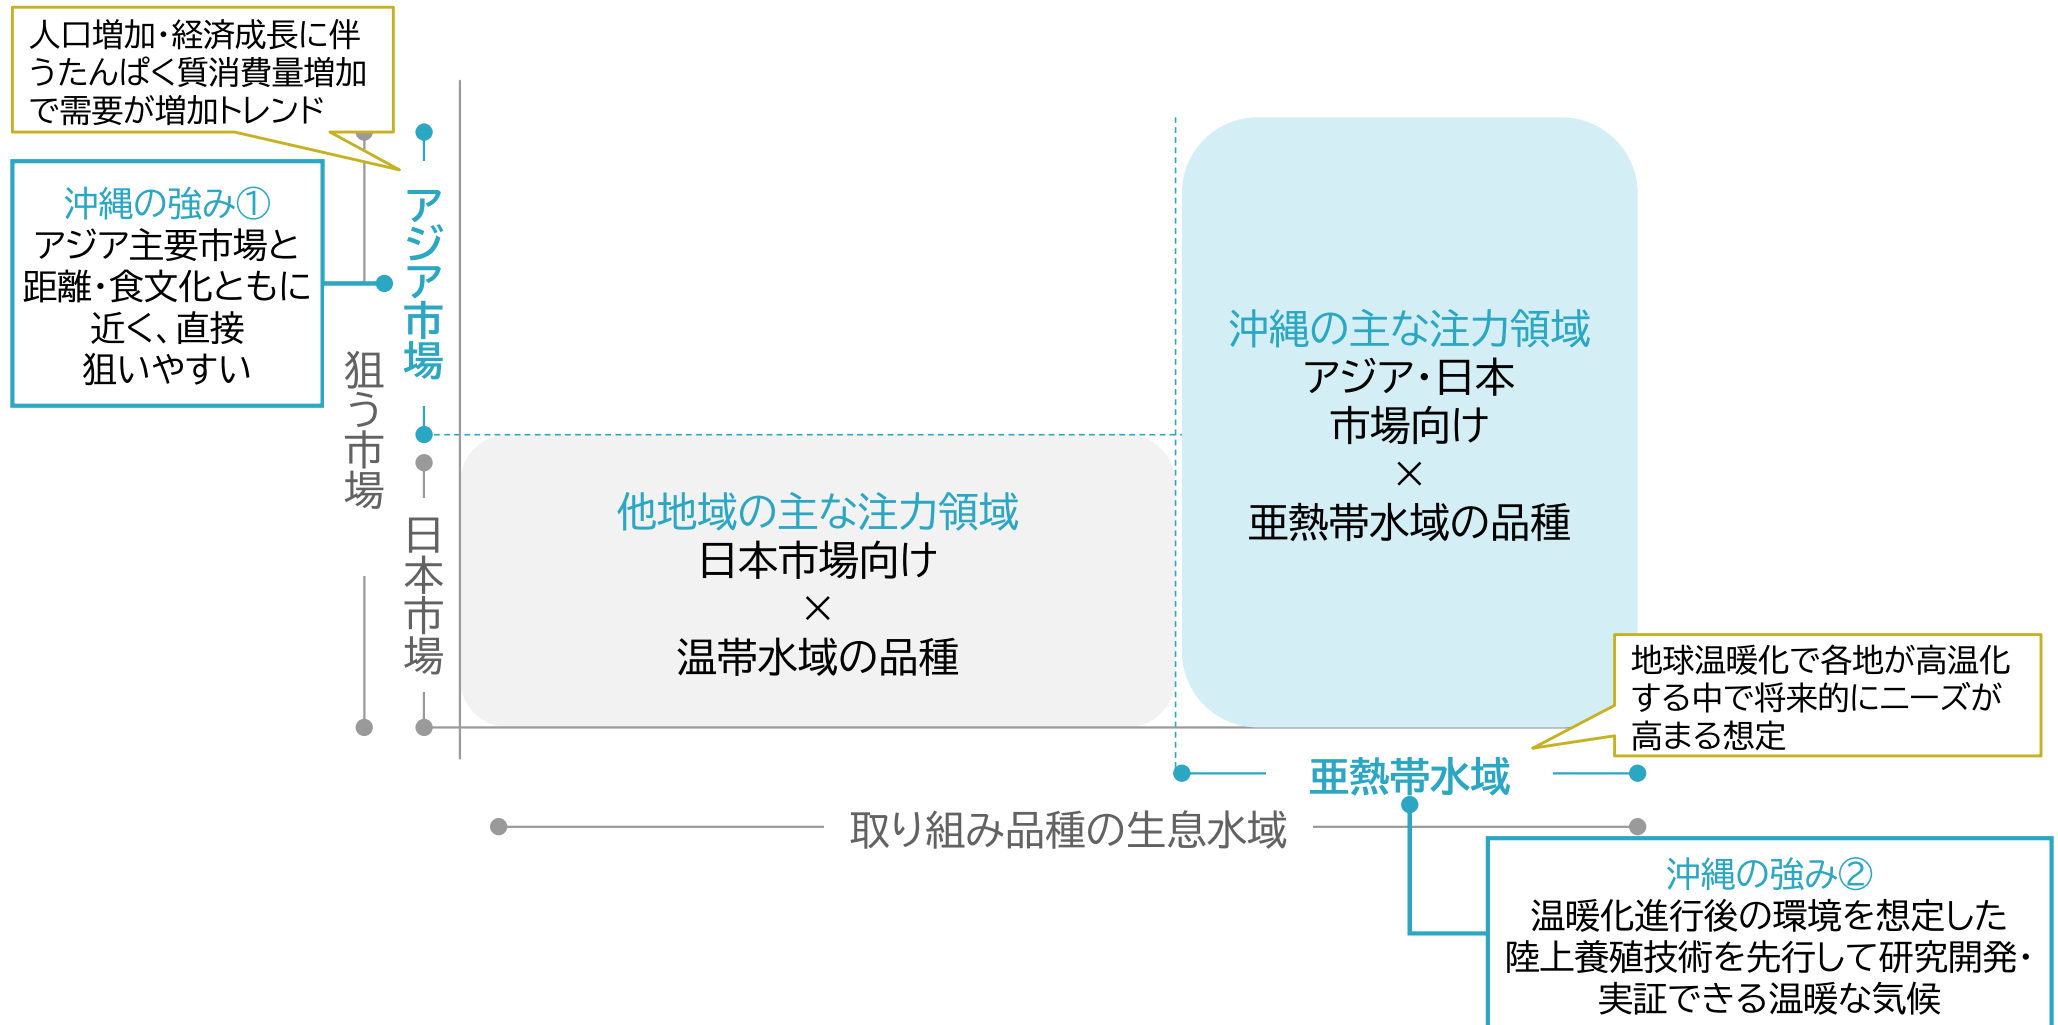 人口増加・経済成長に伴
うたんぱく質消費量増加
で需要が増加トレンド
沖縄の強み①
アジア主要市場と
距離・食文化ともに
近く、直接
狙いやすい
狙う市場
アジア市場
日本市場
他地域の主な注力領域
日本市場向け
×
温帯水域の品種
沖縄の主な注力領域
アジア・日本
市場向け
×
亜熱帯水域の品種
地球温暖化で各地が高温化
する中で将来的にニーズが
高まる想定
亜熱帯水域
取り組み品種の生息水域
沖縄の強み②
温暖化進行後の環境を想定した
陸上養殖技術を先行して研究開発・
実証できる温暖な気候